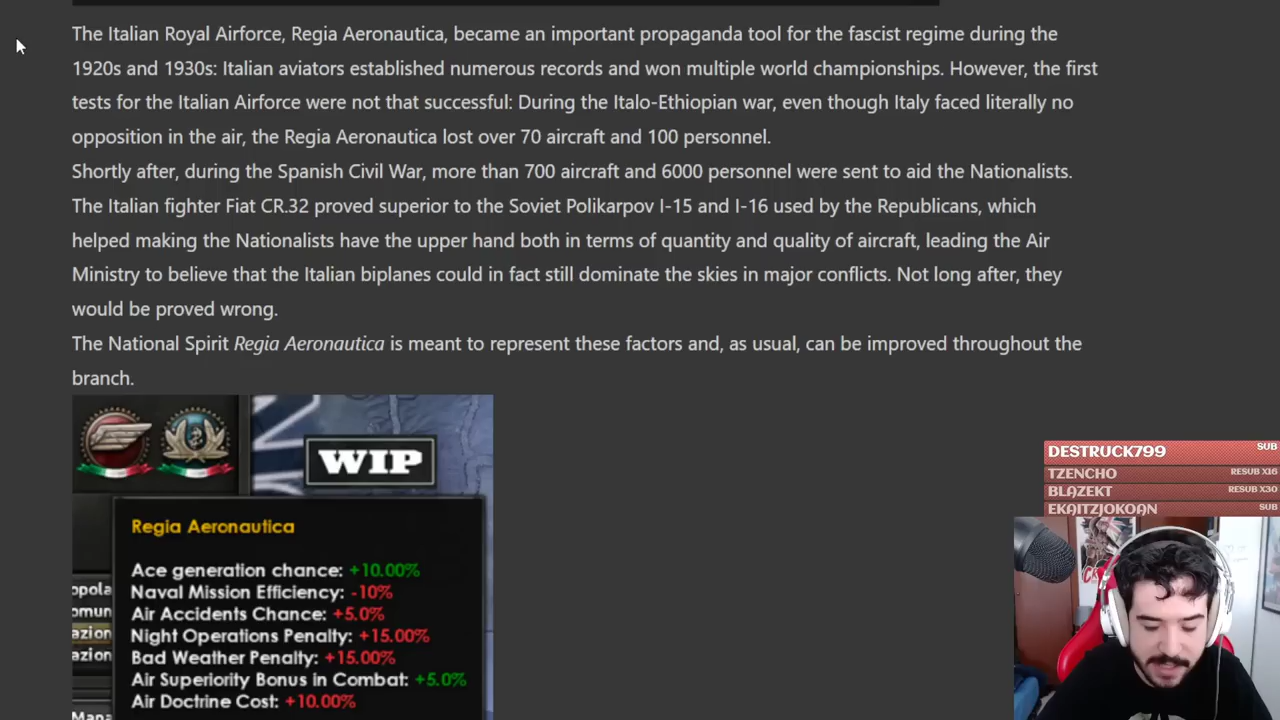 The Italian Royal Airforce, Regia Aeronautica, became an important propaganda tool for the fascist regime during the
1920s and 1930s: Italian aviators established numerous records and won multiple world championships. However, the first
tests for the Italian Airforce were not that successful: During the Italo-Ethiopian war, even though Italy faced literally no
opposition in the air, the Regia Aeronautica lost over 70 aircraft and 100 personnel.
Shortly after, during the Spanish Civil War, more than 700 aircraft and 6000 personnel were sent to aid the Nationalists.
The Italian fighter Fiat CR.32 proved superior to the Soviet Polikarpov I-15 and I-16 used by the Republicans, which
helped making the Nationalists have the upper hand both in terms of quantity and quality of aircraft, leading the Air
Ministry to believe that the Italian biplanes could in fact still dominate the skies in major conflicts. Not long after, they
would be proved wrong.
The National Spirit Regia Aeronautica is meant to represent these factors and, as usual, can be improved throughout the
branch.
WIP
Regia Aeronautica
Ace generation chance: +10.00%
Naval Mission Efficiency: -10%
Air Accidents Chance: +5.0%
Night Operations Penalty: +15.00%
Bad Weather Penalty: +15.00%
Air Superiority Bonus in Combat: +5.0%
Air Doctrine Cost: +10.00%
opola
omun
azion
azion
Mana
DESTRUCK799 SUB
TZENCHO RESUB X16
BLAZEKT RESUB X30
EKAITZJOKOAN SUB